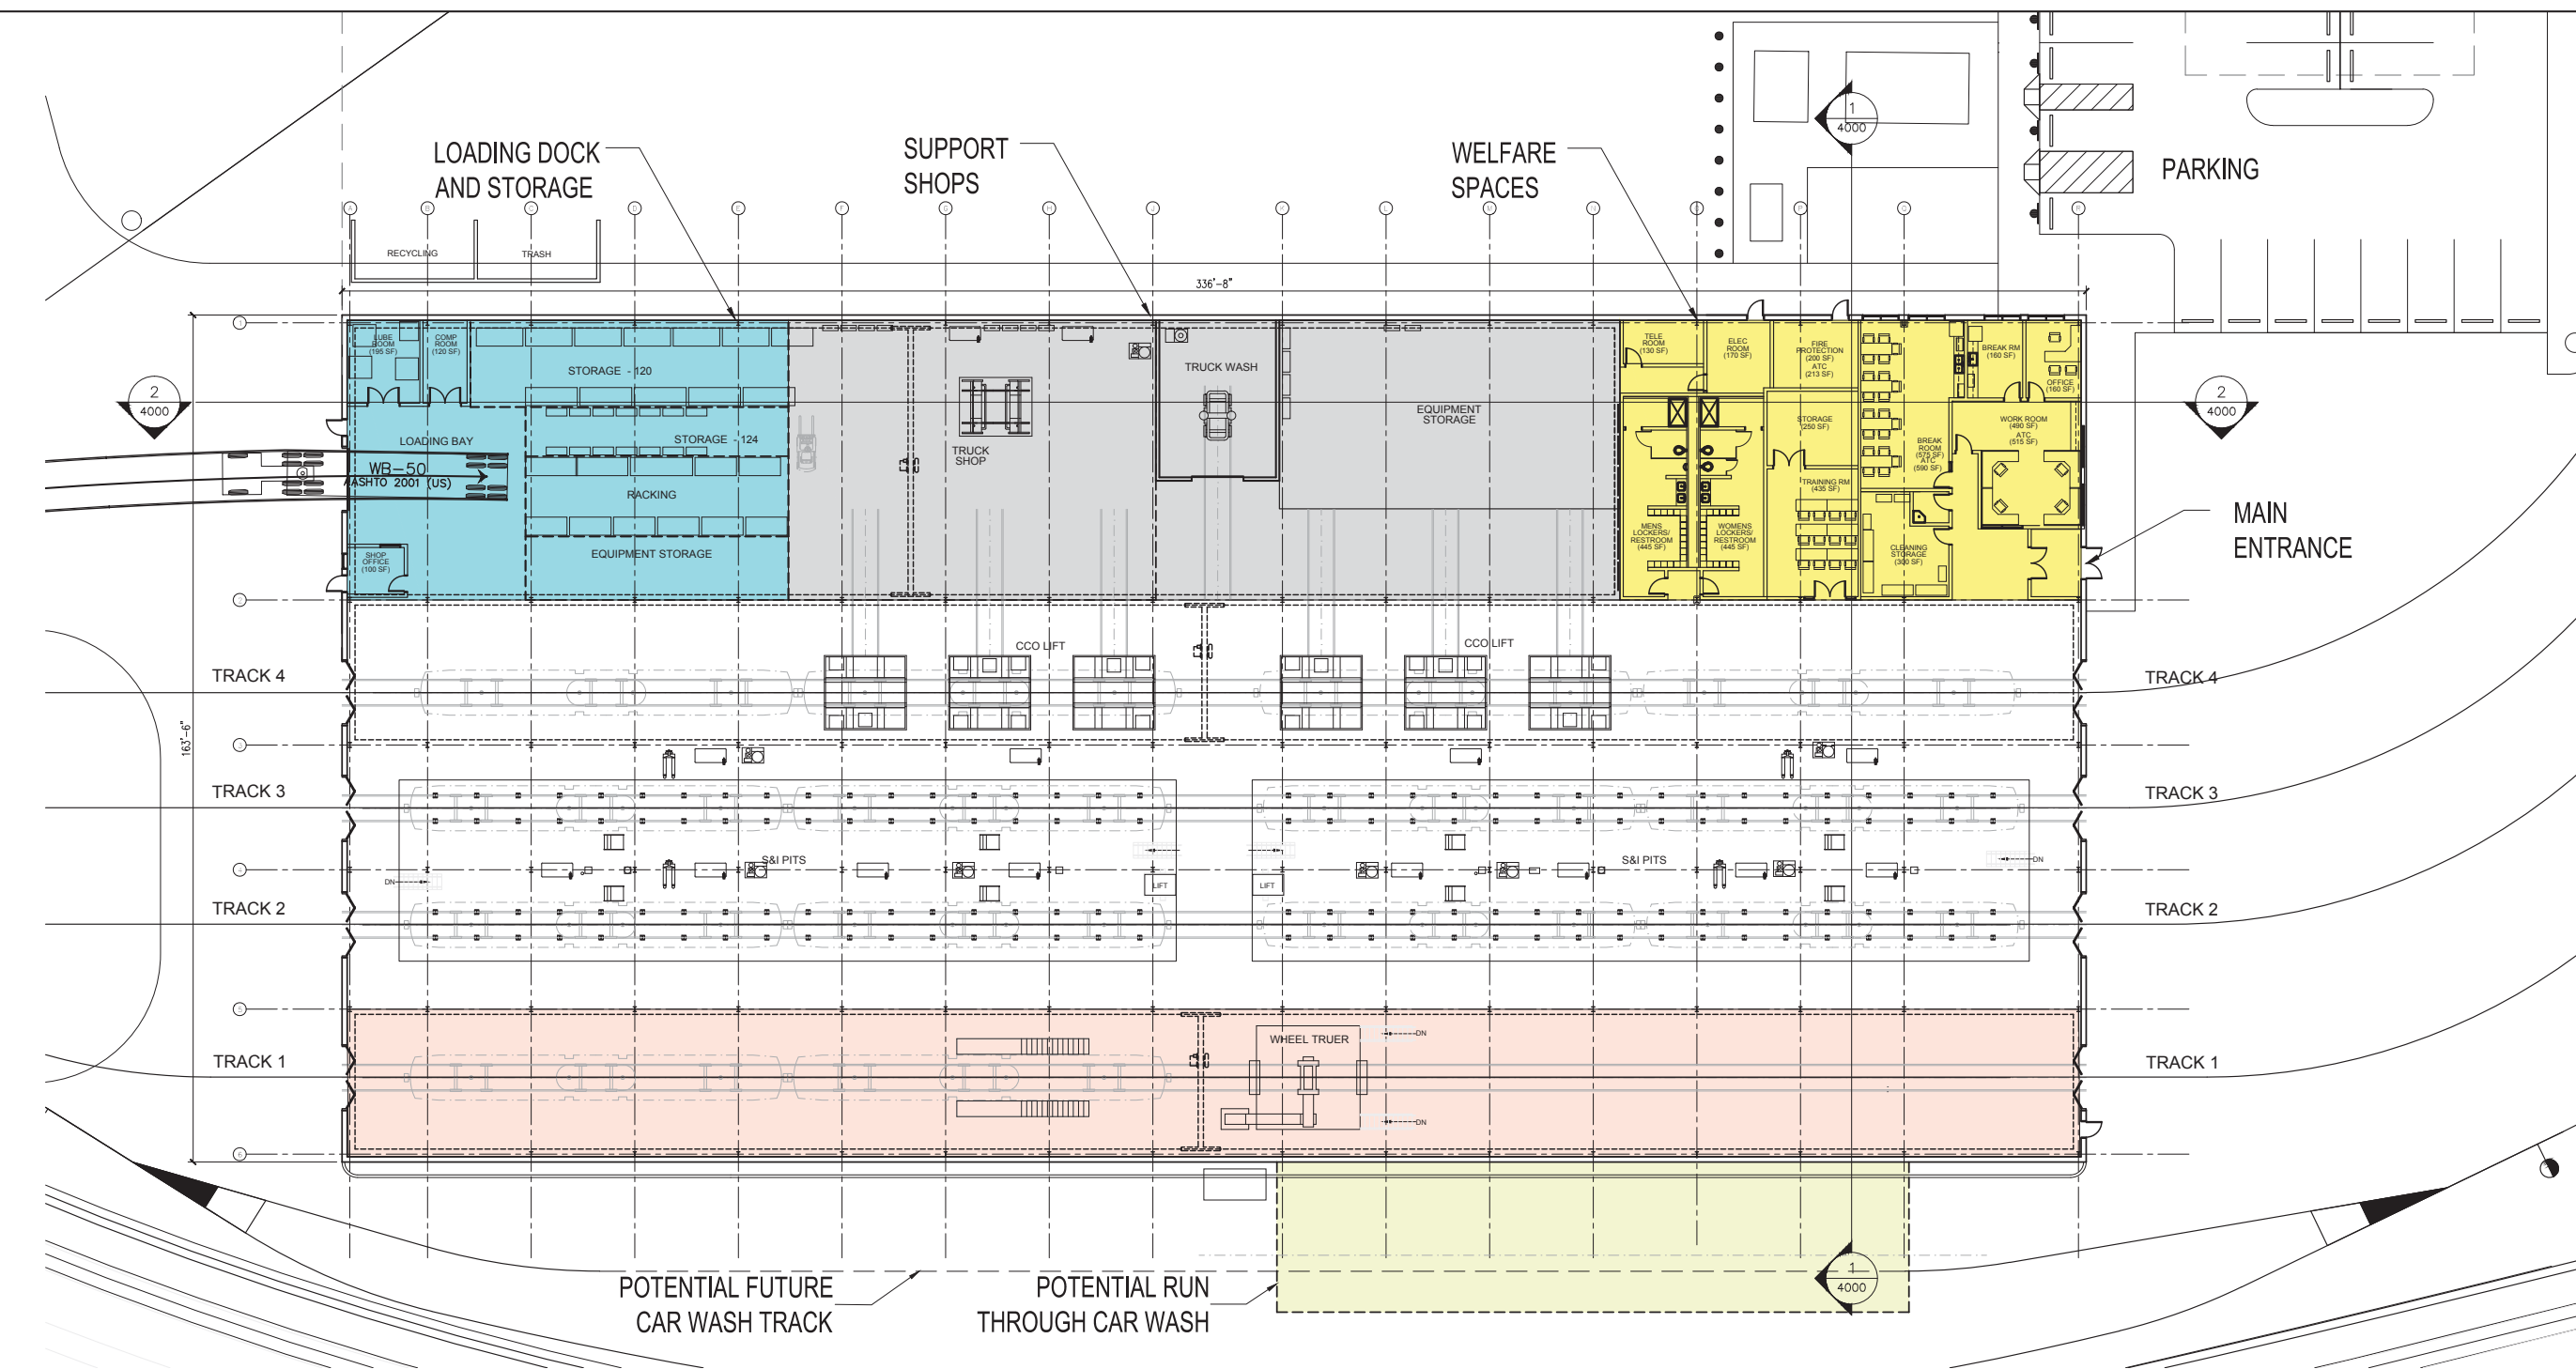 1
4000
LOADING DOCK
AND STORAGE
SUPPORT
SHOPS
WELFARE
SPACES
PARKING
A
B
C
D
E
F
G
H
J
K
L
M
N
P
Q
R
RECYCLING
TRASH
336'-8"
1
LUBE
ROOM
(195 SF)
COMP
ROOM
(120 SF)
STORAGE - 120
TRUCK WASH
TELE
ROOM
(130 SF)
ELEC
ROOM
(170 SF)
FIRE
PROTECTION
(200 SF)
ATC
(213 SF)
BREAK RM
(160 SF)
OFFICE
(160 SF)
2
4000
2
4000
LOADING BAY
STORAGE - 124
TRUCK
SHOP
EQUIPMENT
STORAGE
STORAGE
(250 SF)
BREAK
ROOM
(575 SF)
ATC
(590 SF)
WORK ROOM
(490 SF)
ATC
(515 SF)
WB-50
AASHTO 2001 (US)
RACKING
TRAINING RM
(435 SF)
MENS
LOCKERS/
RESTROOM
(445 SF)
WOMENS
LOCKERS/
RESTROOM
(445 SF)
CLEANING
STORAGE
(300 SF)
MAIN
ENTRANCE
SHOP
OFFICE
(100 SF)
EQUIPMENT STORAGE
2
CCO LIFT
CCO LIFT
TRACK 4
TRACK 4
163'-6"
3
TRACK 3
TRACK 3
4
S&I PITS
S&I PITS
DN
DN
LIFT
LIFT
TRACK 2
TRACK 2
5
WHEEL TRUER
DN
TRACK 1
TRACK 1
DN
6
1
4000
POTENTIAL FUTURE
CAR WASH TRACK
POTENTIAL RUN
THROUGH CAR WASH